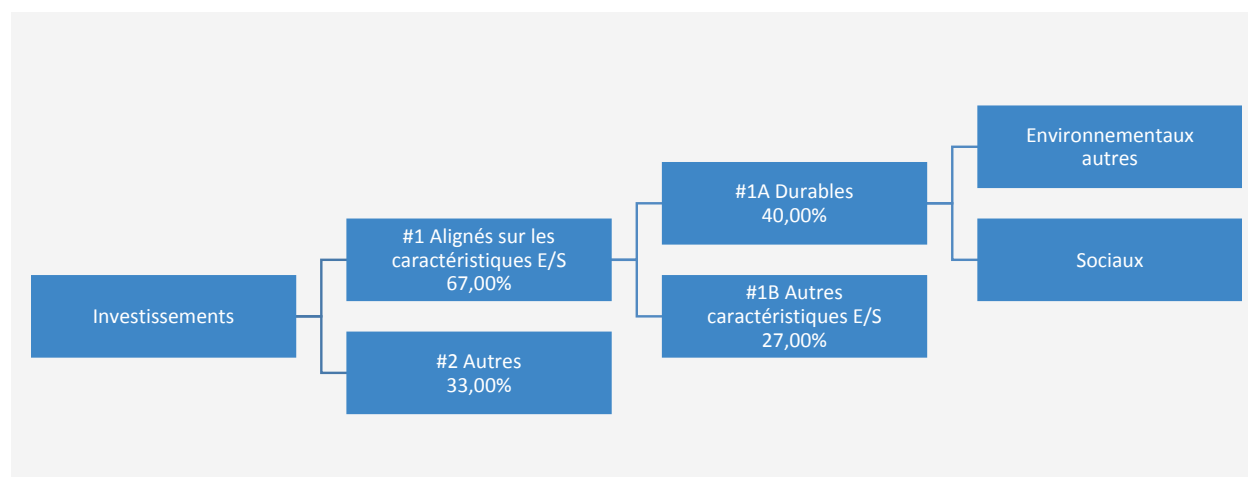 Investissements
#1 Alignés sur les
caractéristiques E/S
67,00%
#2 Autres
33,00%
#1A Durables
40,00%
#1B Autres
caractéristiques E/S
27,00%
Environnementaux
autres
Sociaux